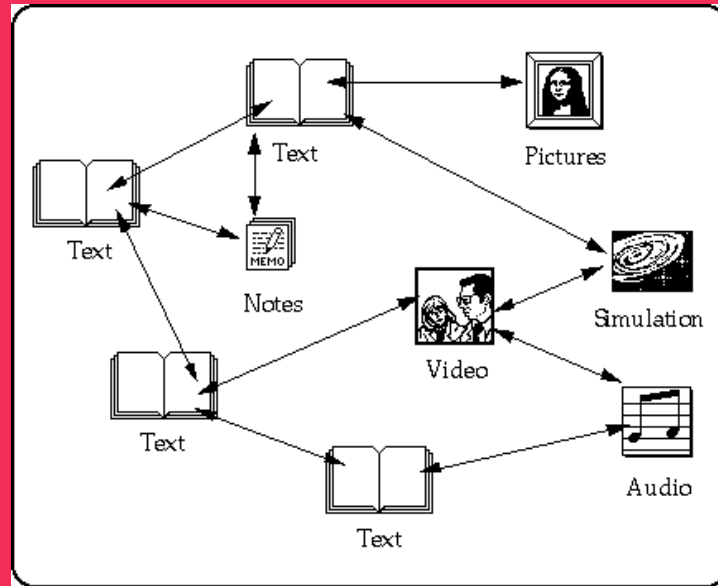 Text
Pictures
Text
MEMO
Notes
Simulation
Video
Text
Audio
Text